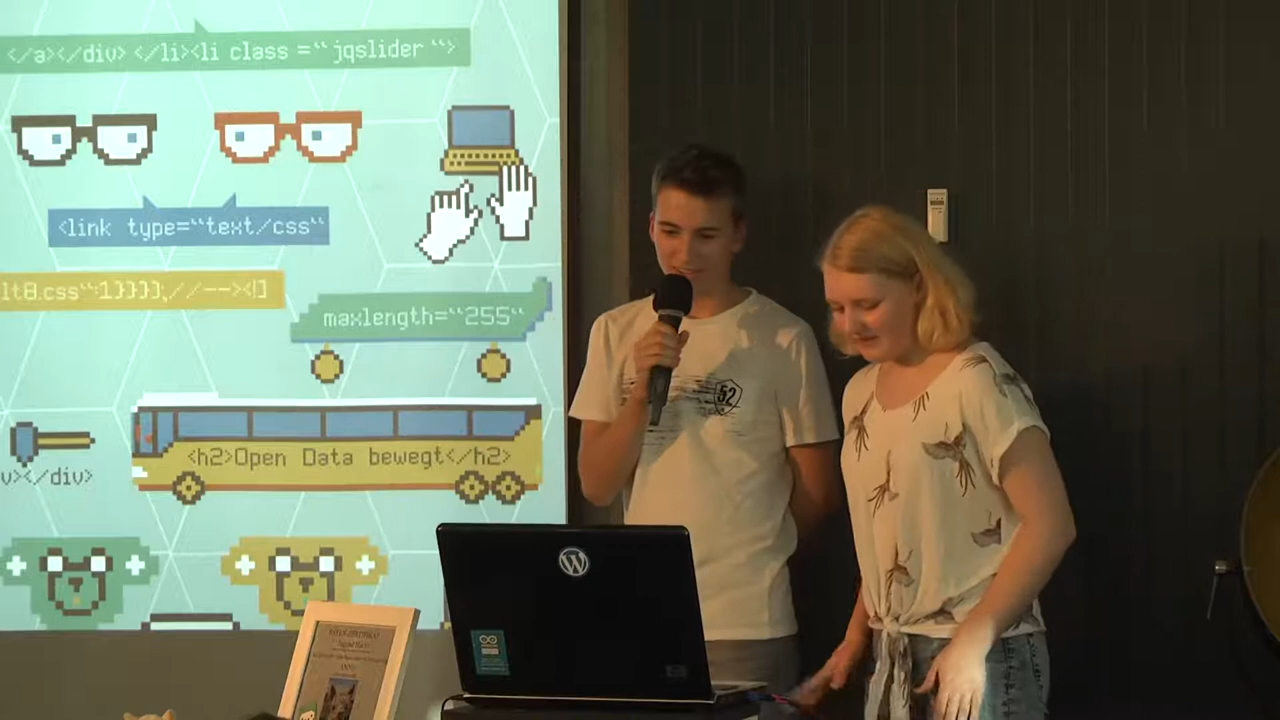 </a></div> </li><li class ="jqslider ">
<link type="text/css"
lt8.css":1}}}};//--><!]
maxlength="255"
<h2>Open Data bewegt</h2>
v></div>
52
W